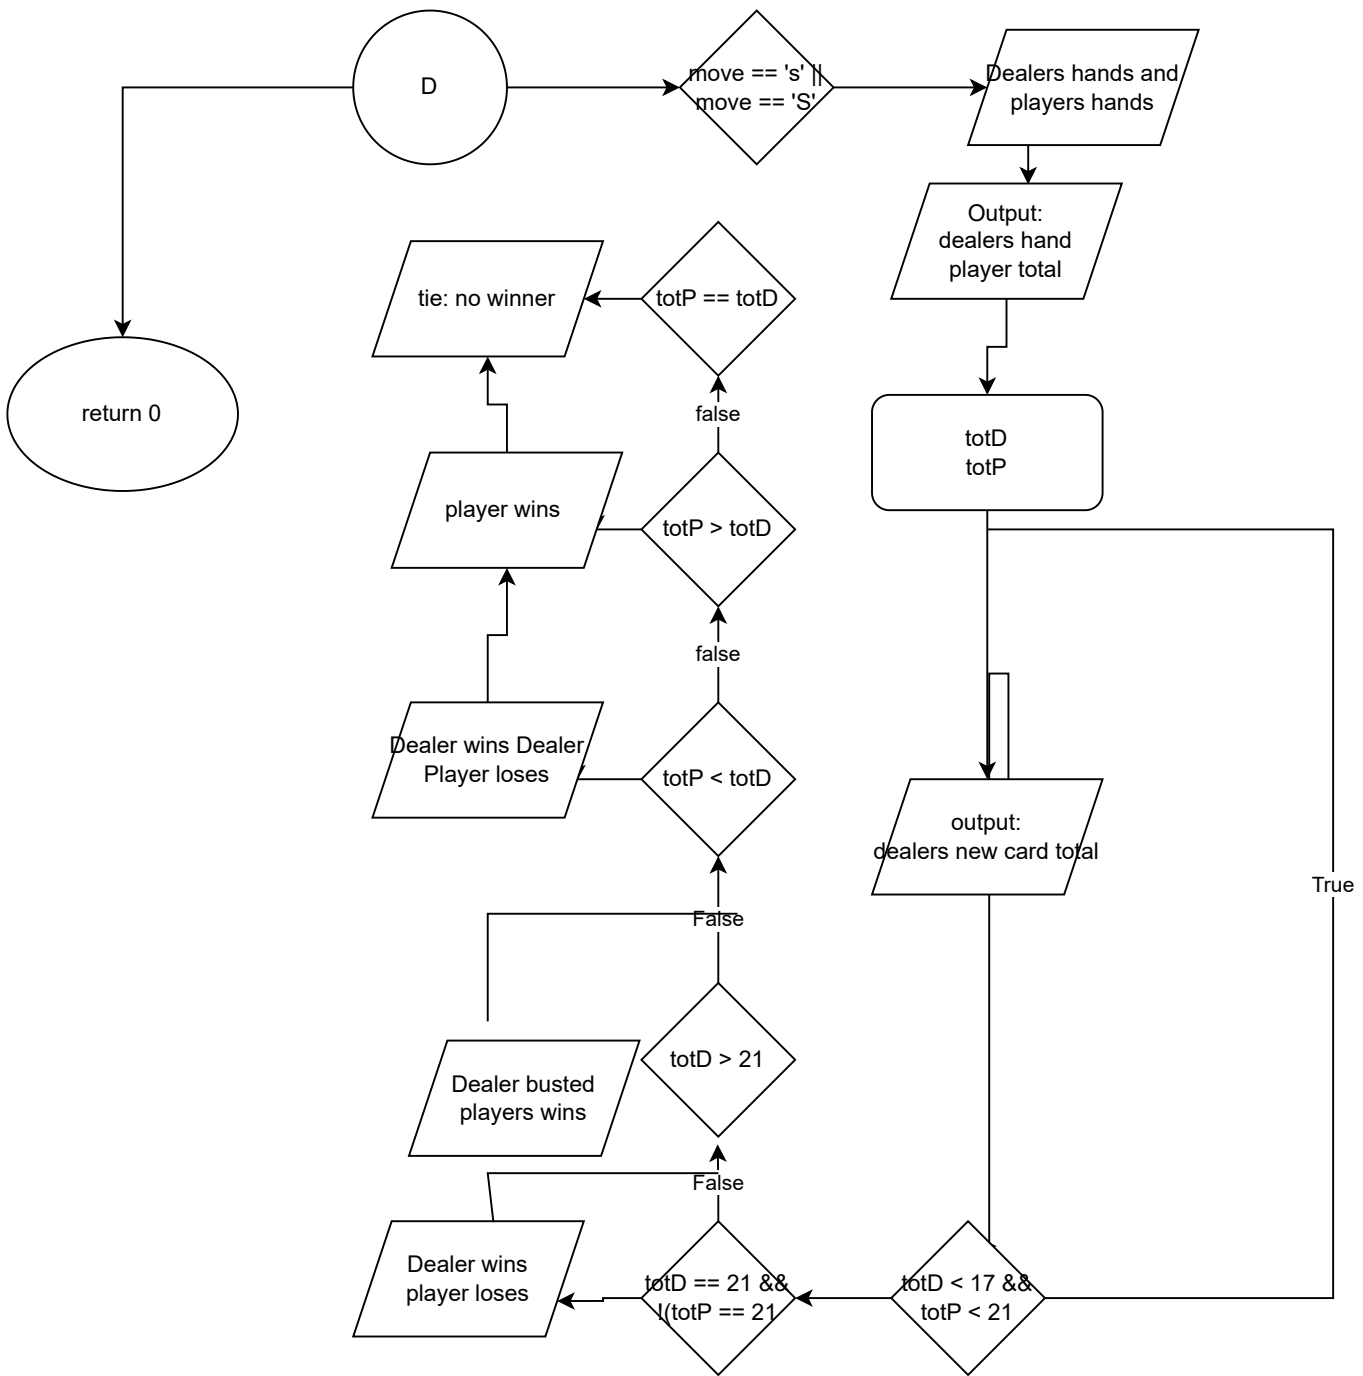 D
move == 's' ||
move == 'S'
Dealers hands and
players hands
Output:
dealers hand
player total
tie: no winner
totP == totD
return 0
false
totD
totP
player wins
totP > totD
false
Dealer wins Dealer
Player loses
totP < totD
output:
dealers new card total
True
False
totD > 21
Dealer busted
players wins
False
Dealer wins
player loses
totD == 21 &&
!(totP == 21
totD < 17 &&
totP < 21